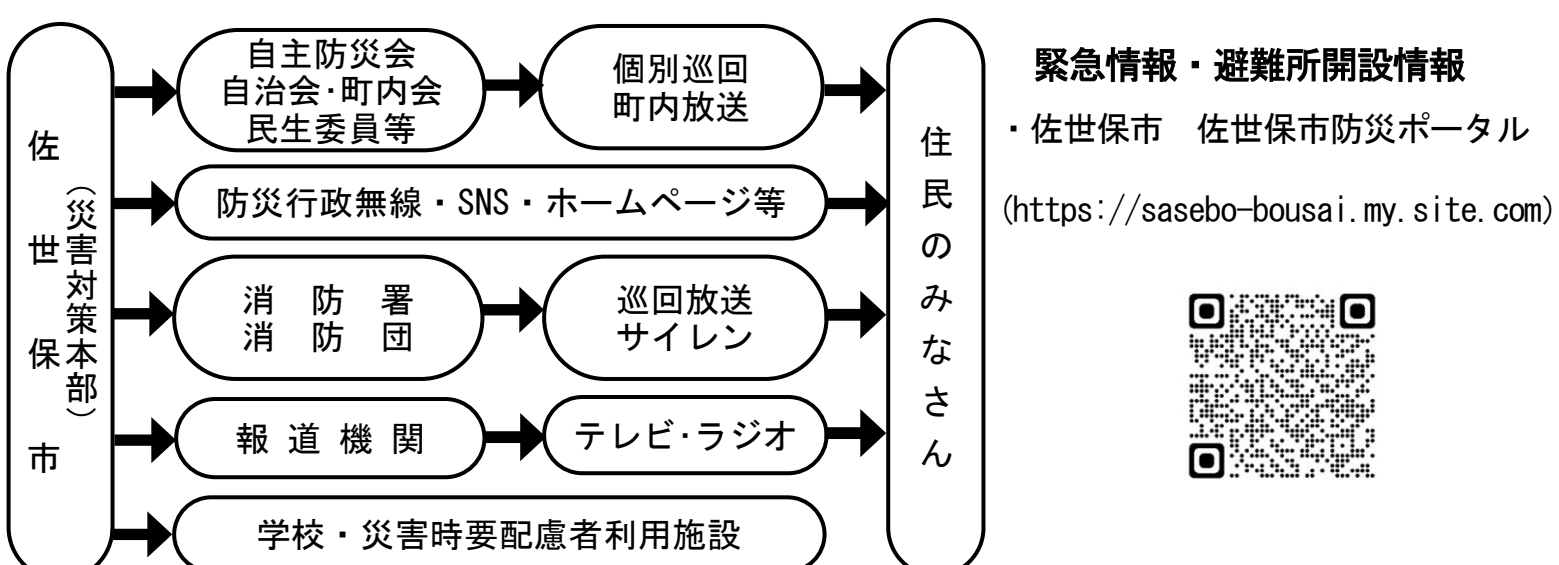 佐世保市
(災害対策本部)
自主防災会
自治会・町内会
民生委員等
個別巡回
町内放送
防災行政無線・SNS・ホームページ等
消防署
消防団
巡回放送
サイレン
報道機関
テレビ・ラジオ
学校・災害時要配慮者利用施設
住民のみなさん
緊急情報・避難所開設情報
・佐世保市　佐世保市防災ポータル
(https://sasebo-bousai.my.site.com)